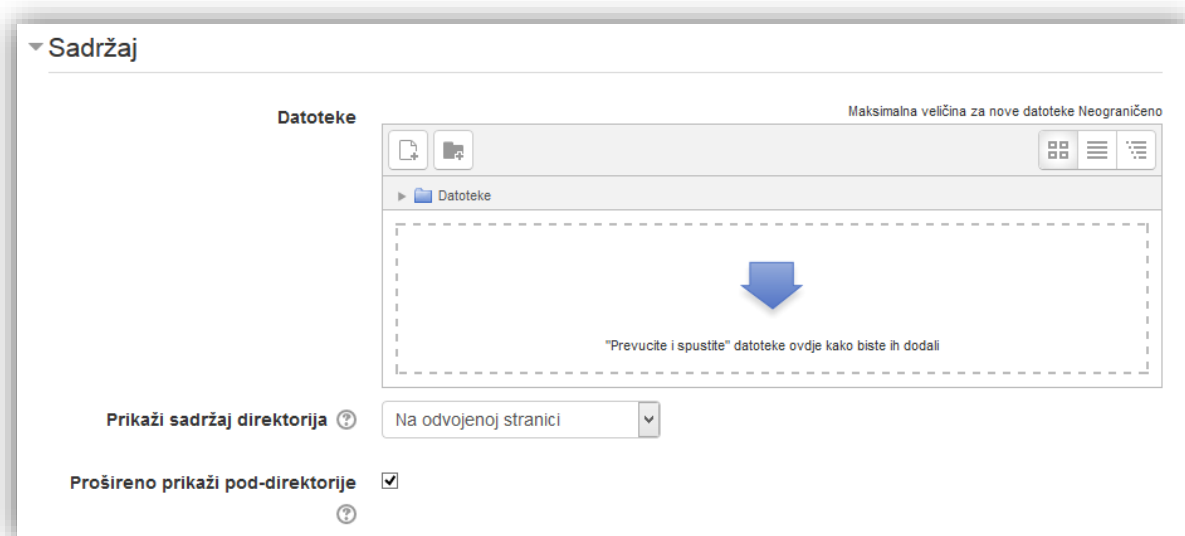 Sadržaj
Datoteke
Maksimalna veličina za nove datoteke Neograničeno
Datoteke
"Prevucite i spustite" datoteke ovdje kako biste ih dodali
Prikaži sadržaj direktorija
Na odvojenoj stranici
Prošireno prikaži pod-direktorije